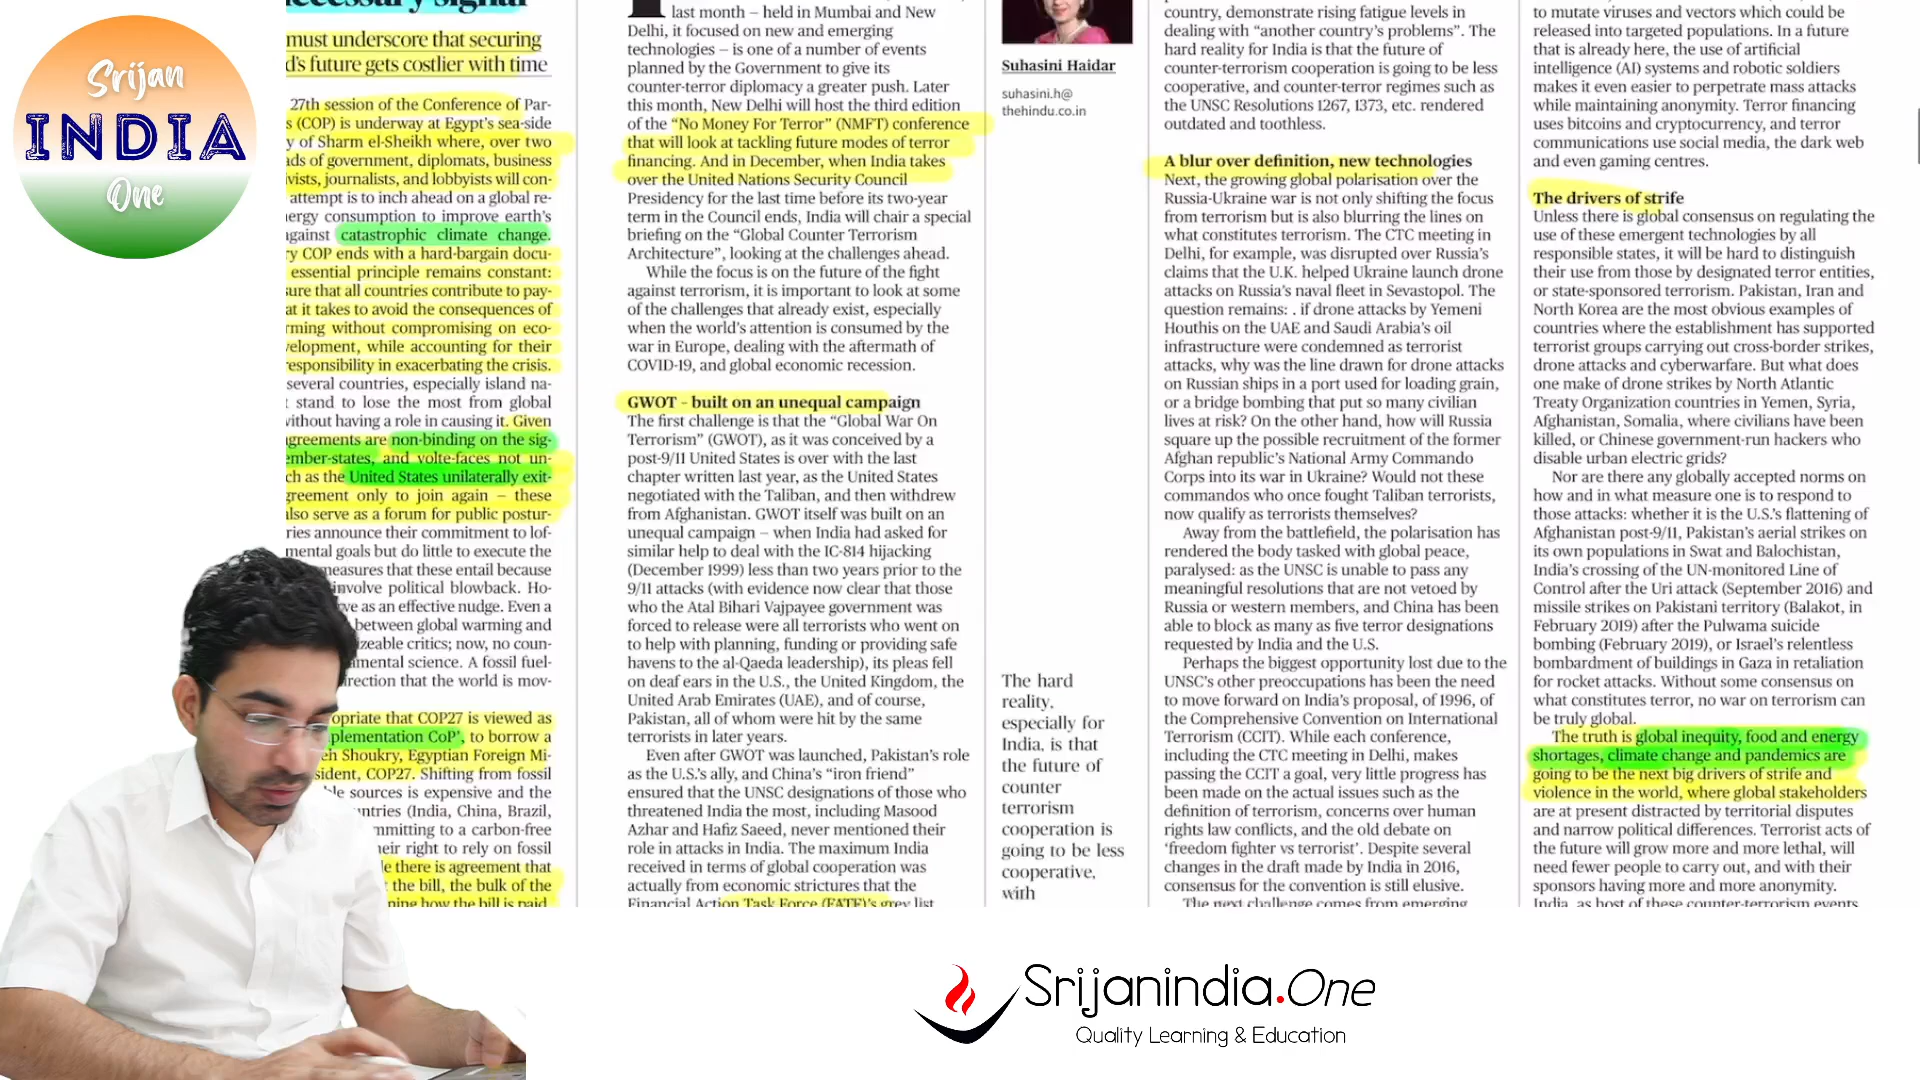 Srijan
INDIA
One
cessary signal
must underscore that securing
d's future gets costlier with time
27th session of the Conference of Par-
s (COP) is underway at Egypt's sea-side
y of Sharm el-Sheikh where, over two
ads of government, diplomats, business
vists, journalists, and lobbyists will con-
attempt is to inch ahead on a global re-
nergy consumption to improve earth's
gainst catastrophic climate change.
ry COP ends with a hard-bargain docu-
essential principle remains constant:
sure that all countries contribute to pay-
at it takes to avoid the consequences of
rming without compromising on eco-
velopment, while accounting for their
responsibility in exacerbating the crisis.
several countries, especially island na-
t stand to lose the most from global
without having a role in causing it. Given
greements are non-binding on the sig-
ember-states, and volte-faces not un-
ch as the United States unilaterally exit-
greement only to join again – these
also serve as a forum for public postur-
ries announce their commitment to lof-
mental goals but do little to execute the
measures that these entail because
involve political blowback. Ho-
ve as an effective nudge. Even a
between global warming and
izeable critics; now, no coun-
amental science. A fossil fuel-
irection that the world is mov-
opriate that COP27 is viewed as
plementation CoP', to borrow a
eh Shoukry, Egyptian Foreign Mi-
sident, COP27. Shifting from fossil
le sources is expensive and the
untries (India, China, Brazil,
mmitting to a carbon-free
heir right to rely on fossil
le there is agreement that
the bill, the bulk of the
ning how the bill is paid
last month – held in Mumbai and New
Delhi, it focused on new and emerging
technologies – is one of a number of events
planned by the Government to give its
counter-terror diplomacy a greater push. Later
this month, New Delhi will host the third edition
of the “No Money For Terror” (NMFT) conference
that will look at tackling future modes of terror
financing. And in December, when India takes
over the United Nations Security Council
Presidency for the last time before its two-year
term in the Council ends, India will chair a special
briefing on the “Global Counter Terrorism
Architecture”, looking at the challenges ahead.
While the focus is on the future of the fight
against terrorism, it is important to look at some
of the challenges that already exist, especially
when the world's attention is consumed by the
war in Europe, dealing with the aftermath of
COVID-19, and global economic recession.
GWOT – built on an unequal campaign
The first challenge is that the “Global War On
Terrorism” (GWOT), as it was conceived by a
post-9/11 United States is over with the last
chapter written last year, as the United States
negotiated with the Taliban, and then withdrew
from Afghanistan. GWOT itself was built on an
unequal campaign – when India had asked for
similar help to deal with the IC-814 hijacking
(December 1999) less than two years prior to the
9/11 attacks (with evidence now clear that those
who the Atal Bihari Vajpayee government was
forced to release were all terrorists who went on
to help with planning, funding or providing safe
havens to the al-Qaeda leadership), its pleas fell
on deaf ears in the U.S., the United Kingdom, the
United Arab Emirates (UAE), and of course,
Pakistan, all of whom were hit by the same
terrorists in later years.
Even after GWOT was launched, Pakistan's role
as the U.S.'s ally, and China's “iron friend”
ensured that the UNSC designations of those who
threatened India the most, including Masood
Azhar and Hafiz Saeed, never mentioned their
role in attacks in India. The maximum India
received in terms of global cooperation was
actually from economic strictures that the
Financial Action Task Force (FATF)'s grey list
Suhasini Haidar
suhasini.h@
thehindu.co.in
The hard
reality,
especially for
India, is that
the future of
counter
terrorism
cooperation is
going to be less
cooperative,
with
country, demonstrate rising fatigue levels in
dealing with “another country's problems”. The
hard reality for India is that the future of
counter-terrorism cooperation is going to be less
cooperative, and counter-terror regimes such as
the UNSC Resolutions 1267, 1373, etc. rendered
outdated and toothless.
A blur over definition, new technologies
Next, the growing global polarisation over the
Russia-Ukraine war is not only shifting the focus
from terrorism but is also blurring the lines on
what constitutes terrorism. The CTC meeting in
Delhi, for example, was disrupted over Russia's
claims that the U.K. helped Ukraine launch drone
attacks on Russia's naval fleet in Sevastopol. The
question remains: . if drone attacks by Yemeni
Houthis on the UAE and Saudi Arabia's oil
infrastructure were condemned as terrorist
attacks, why was the line drawn for drone attacks
on Russian ships in a port used for loading grain,
or a bridge bombing that put so many civilian
lives at risk? On the other hand, how will Russia
square up the possible recruitment of the former
Afghan republic's National Army Commando
Corps into its war in Ukraine? Would not these
commandos who once fought Taliban terrorists,
now qualify as terrorists themselves?
Away from the battlefield, the polarisation has
rendered the body tasked with global peace,
paralysed: as the UNSC is unable to pass any
meaningful resolutions that are not vetoed by
Russia or western members, and China has been
able to block as many as five terror designations
requested by India and the U.S.
Perhaps the biggest opportunity lost due to the
UNSC's other preoccupations has been the need
to move forward on India's proposal, of 1996, of
the Comprehensive Convention on International
Terrorism (CCIT). While each conference,
including the CTC meeting in Delhi, makes
passing the CCIT a goal, very little progress has
been made on the actual issues such as the
definition of terrorism, concerns over human
rights law conflicts, and the old debate on
‘freedom fighter vs terrorist’. Despite several
changes in the draft made by India in 2016,
consensus for the convention is still elusive.
The next challenge comes from emerging
to mutate viruses and vectors which could be
released into targeted populations. In a future
that is already here, the use of artificial
intelligence (AI) systems and robotic soldiers
makes it even easier to perpetrate mass attacks
while maintaining anonymity. Terror financing
uses bitcoins and cryptocurrency, and terror
communications use social media, the dark web
and even gaming centres.
The drivers of strife
Unless there is global consensus on regulating the
use of these emergent technologies by all
responsible states, it will be hard to distinguish
their use from those by designated terror entities,
or state-sponsored terrorism. Pakistan, Iran and
North Korea are the most obvious examples of
countries where the establishment has supported
terrorist groups carrying out cross-border strikes,
drone attacks and cyberwarfare. But what does
one make of drone strikes by North Atlantic
Treaty Organization countries in Yemen, Syria,
Afghanistan, Somalia, where civilians have been
killed, or Chinese government-run hackers who
disable urban electric grids?
Nor are there any globally accepted norms on
how and in what measure one is to respond to
those attacks: whether it is the U.S.'s flattening of
Afghanistan post-9/11, Pakistan's aerial strikes on
its own populations in Swat and Balochistan,
India's crossing of the UN-monitored Line of
Control after the Uri attack (September 2016) and
missile strikes on Pakistani territory (Balakot, in
February 2019) after the Pulwama suicide
bombing (February 2019), or Israel's relentless
bombardment of buildings in Gaza in retaliation
for rocket attacks. Without some consensus on
what constitutes terror, no war on terrorism can
be truly global.
The truth is global inequity, food and energy
shortages, climate change and pandemics are
going to be the next big drivers of strife and
violence in the world, where global stakeholders
are at present distracted by territorial disputes
and narrow political differences. Terrorist acts of
the future will grow more and more lethal, will
need fewer people to carry out, and with their
sponsors having more and more anonymity.
India, as host of these counter-terrorism events
Srijanindia.One
Quality Learning & Education